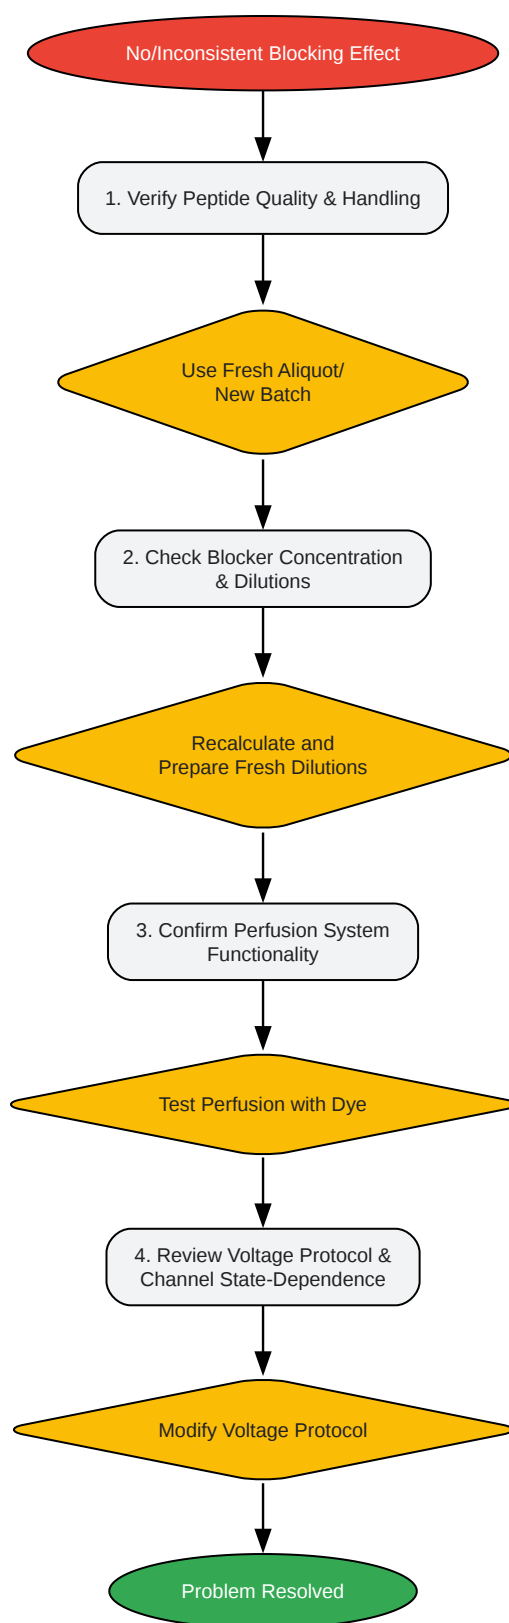 No/Inconsistent Blocking Effect
1. Verify Peptide Quality & Handling
Use Fresh Aliquot/
New Batch
2. Check Blocker Concentration
& Dilutions
Recalculate and
Prepare Fresh Dilutions
3. Confirm Perfusion System
Functionality
Test Perfusion with Dye
4. Review Voltage Protocol &
Channel State-Dependence
Modify Voltage Protocol
Problem Resolved